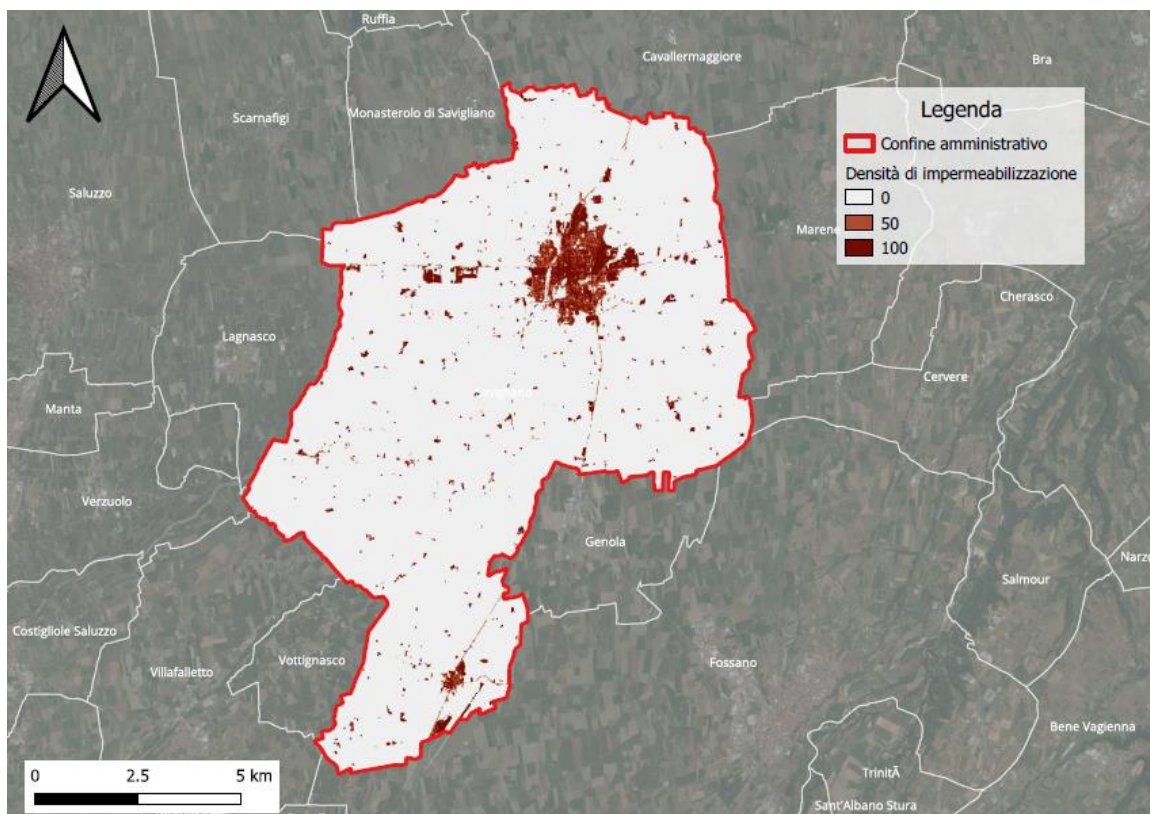 Ruffia
Cavallermaggiore
Bra
Scarnafigi
Monasterolo di Savigliano
Saluzzo
Legenda
Confine amministrativo
Densità di impermeabilizzazione
0
50
100
Marene
Cherasco
Lagnasco
Cervere
Savigliano
Manta
Verzuolo
Genola
Narzo
Salmour
Costigliole Saluzzo
Villafalletto
Vottignasco
Fossano
Bene Vagienna
TrinitÃ
Sant'Albano Stura
0 2.5 5 km